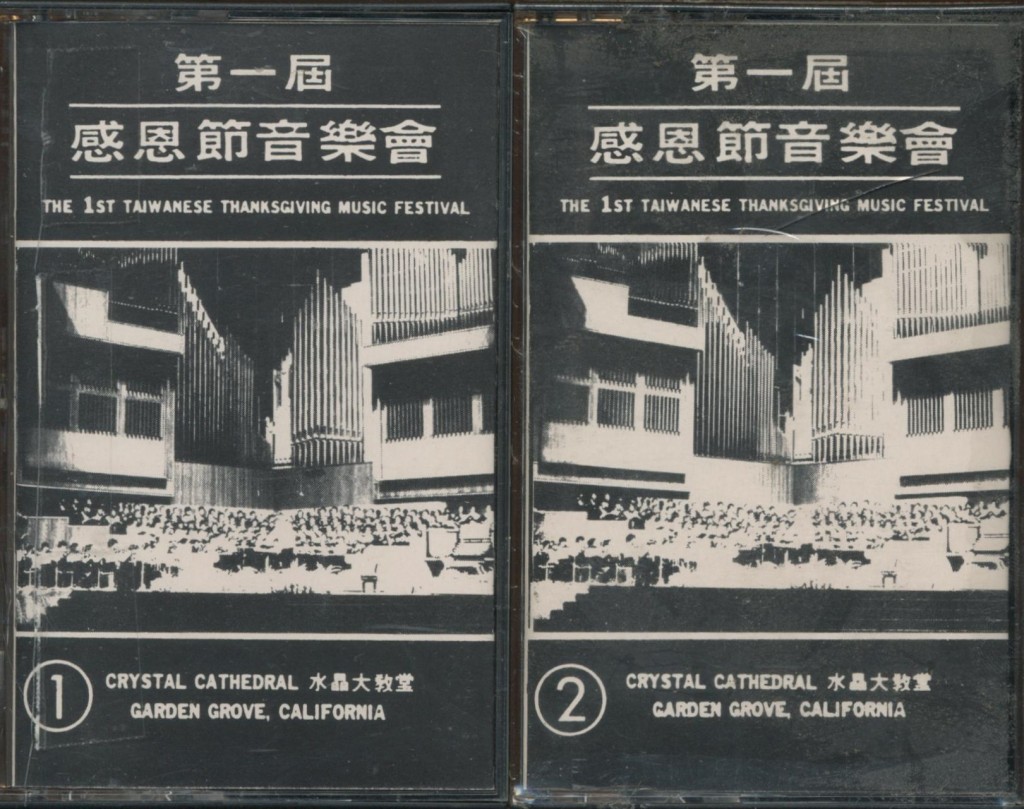 第一屆
感恩節音樂會
THE 1ST TAIWANESE THANKSGIVING MUSIC FESTIVAL
1 CRYSTAL CATHEDRAL 水晶大教堂
GARDEN GROVE, CALIFORNIA
第一屆
感恩節音樂會
THE 1ST TAIWANESE THANKSGIVING MUSIC FESTIVAL
2 CRYSTAL CATHEDRAL 水晶大教堂
GARDEN GROVE, CALIFORNIA